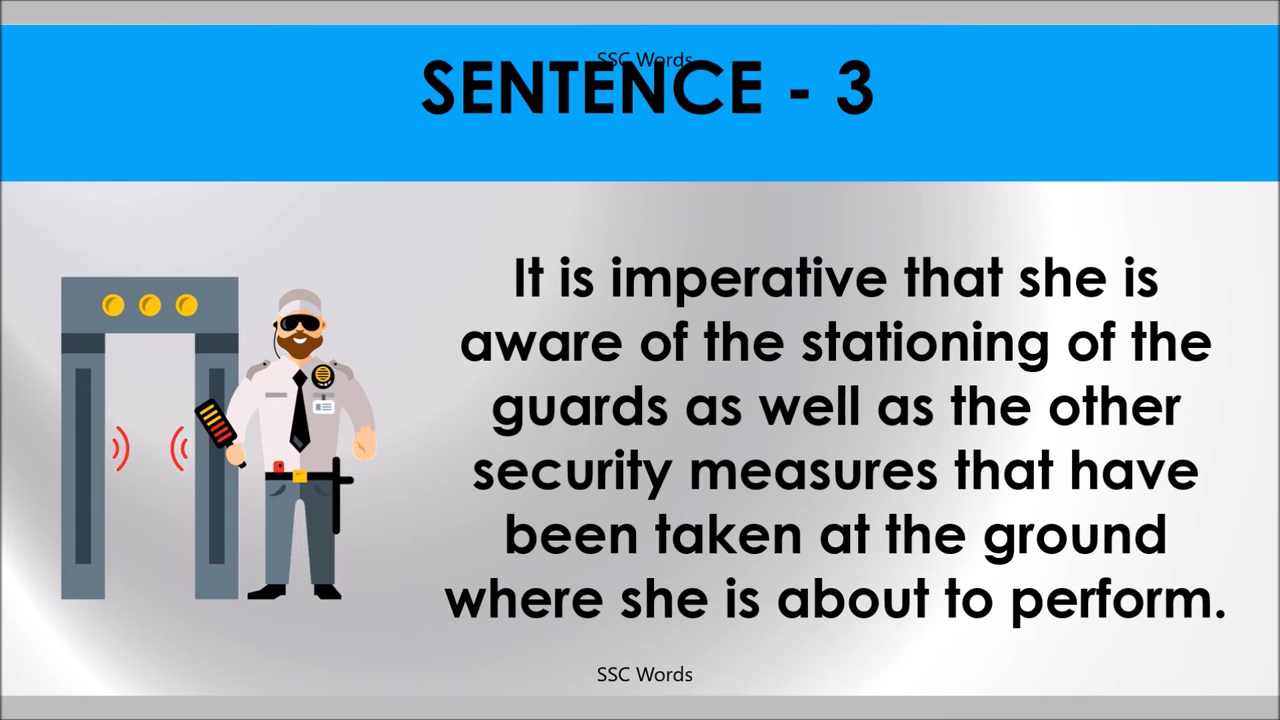 SSC Words
SENTENCE - 3
It is imperative that she is
aware of the stationing of the
guards as well as the other
security measures that have
been taken at the ground
where she is about to perform.
SSC Words